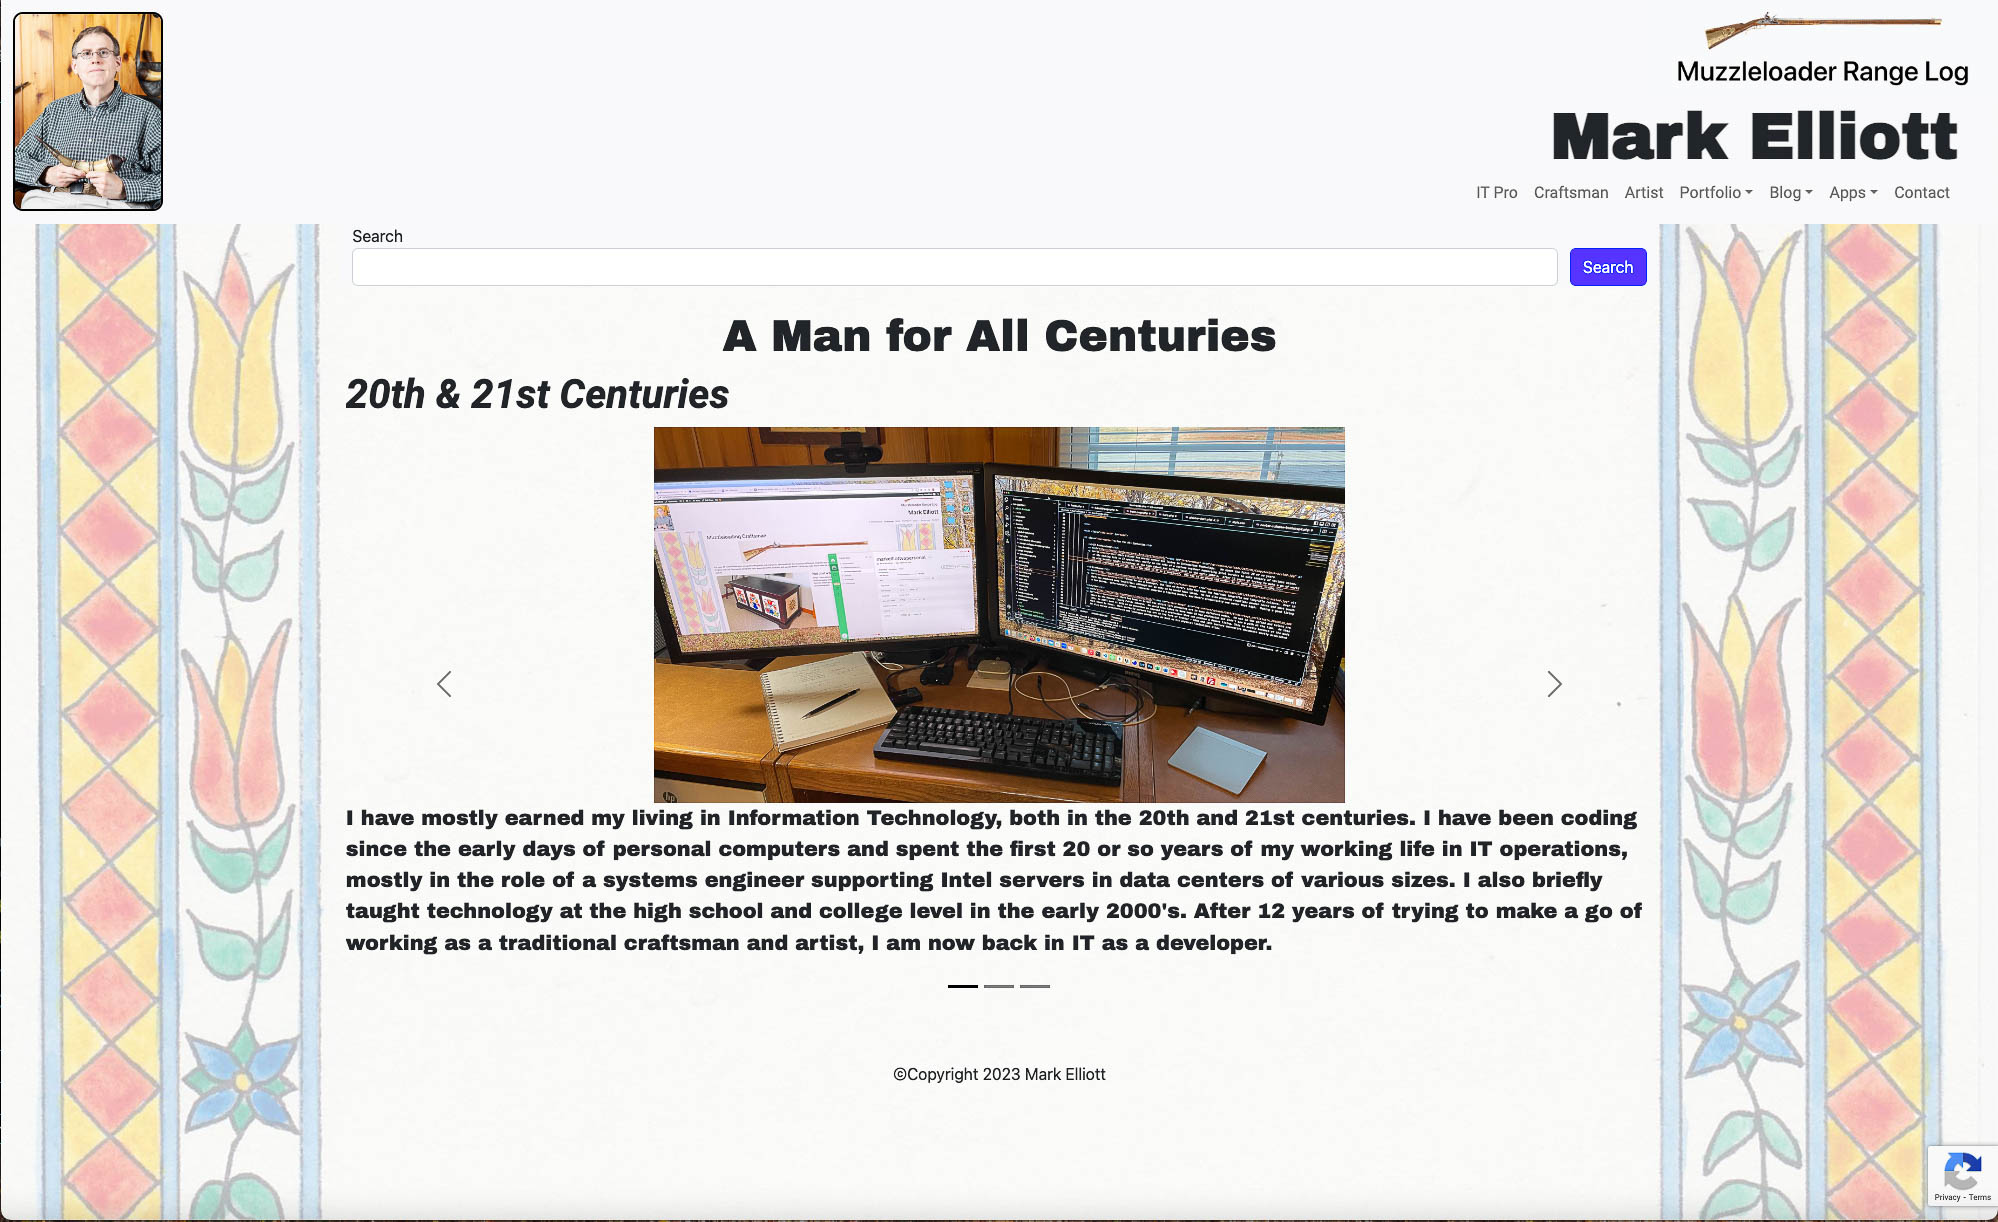 Muzzleloader Range Log
Mark Elliott
IT Pro Craftsman Artist Portfolio Blog Apps Contact
Search
Search
A Man for All Centuries
20th & 21st Centuries
Mark Elliott
Muzzleloading Craftsman
hp
I have mostly earned my living in Information Technology, both in the 20th and 21st centuries. I have been coding
since the early days of personal computers and spent the first 20 or so years of my working life in IT operations,
mostly in the role of a systems engineer supporting Intel servers in data centers of various sizes. I also briefly
taught technology at the high school and college level in the early 2000's. After 12 years of trying to make a go of
working as a traditional craftsman and artist, I am now back in IT as a developer.
©Copyright 2023 Mark Elliott
Privacy - Terms